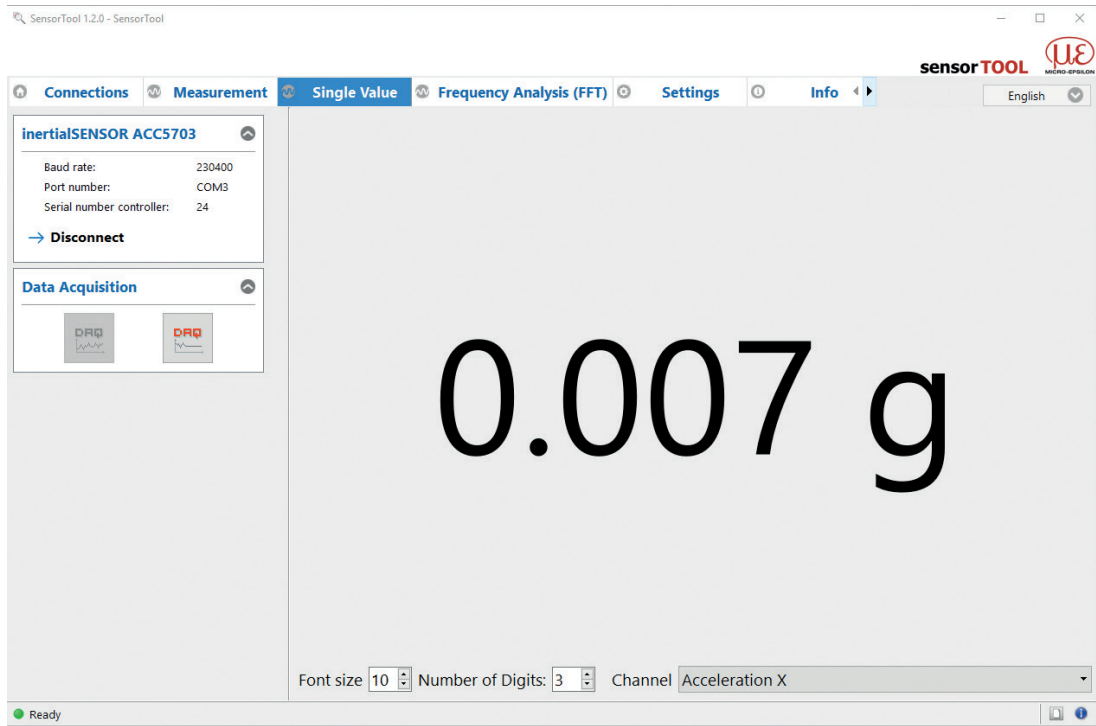 SensorTool 1.2.0 - SensorTool
sensorTOOL
με
MICRO-EPSILON
Connections Measurement Single Value Frequency Analysis (FFT) Settings Info
English
inertialSENSOR ACC5703
Baud rate: 230400
Port number: COM3
Serial number controller: 24
→ Disconnect
Data Acquisition
DAQ DAQ
0.007 g
Font size 10 Number of Digits: 3 Channel Acceleration X
Ready